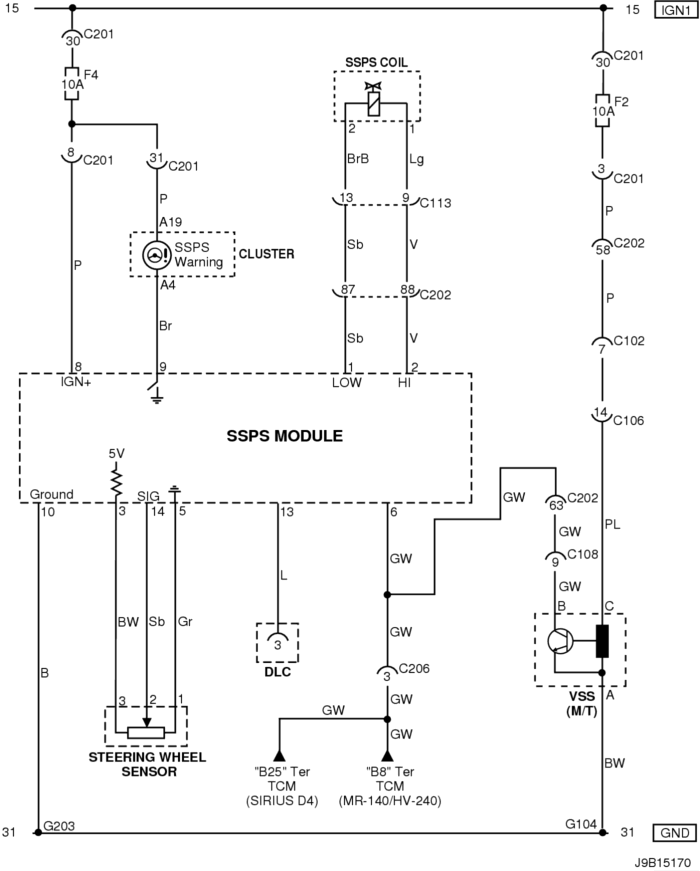 15
15
IGN1
30
C201
F4
10A
8
C201
31
C201
P
A19
SSPS
Warning
CLUSTER
A4
P
Br
SSPS COIL
2
1
BrB
Lg
13
9
C113
Sb
V
87
88
C202
Sb
V
30
C201
F2
10A
3
C201
P
58
C202
P
7
C102
14
C106
8
IGN+
9
1
LOW
2
HI
SSPS MODULE
5V
Ground
SIG
10
3
14
5
13
6
GW
63
C202
GW
9
C108
GW
PL
B
C
GW
L
BW
Sb
Gr
GW
3
DLC
3
C206
GW
GW
GW
B
3
2
1
STEERING WHEEL
SENSOR
VSS
(M/T)
A
BW
"B25" Ter
TCM
(SIRIUS D4)
"B8" Ter
TCM
(MR-140/HV-240)
31
G203
G104
31
GND
J9B15170